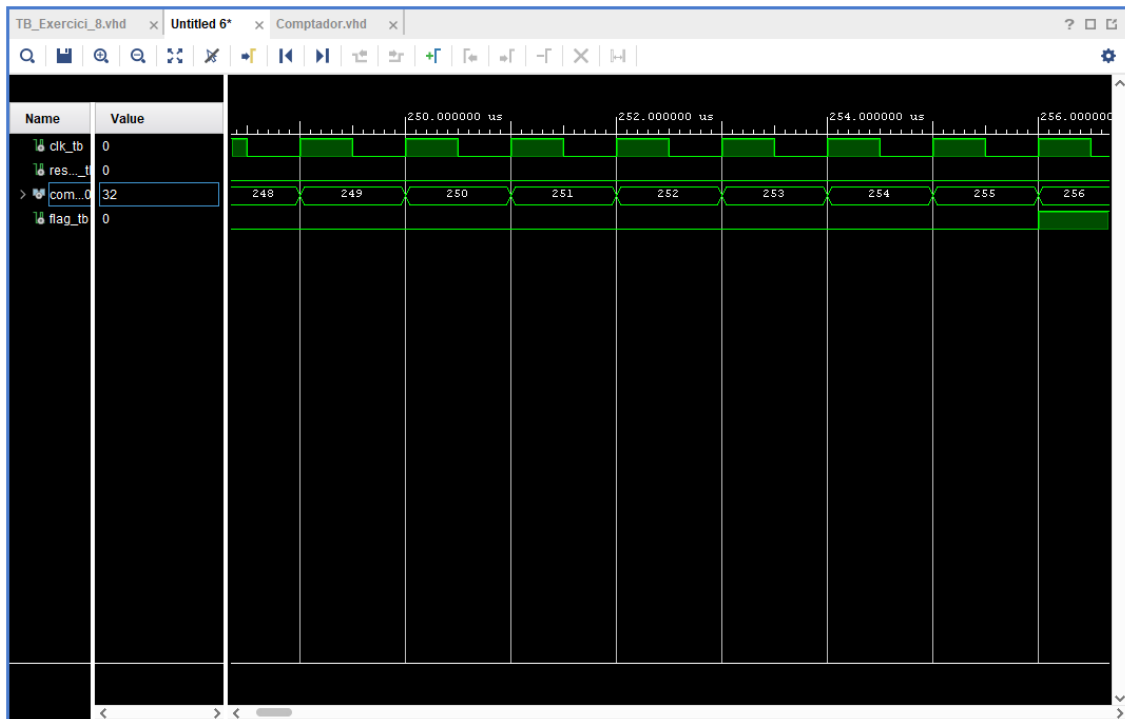 TB_Exercici_8.vhd × Untitled 6* × Comptador.vhd × ?
Name Value
250.000000 us 252.000000 us 254.000000 us 256.000000
clk_tb 0
res..._tl 0
> com...0 32 248 249 250 251 252 253 254 255 256
flag_tb 0